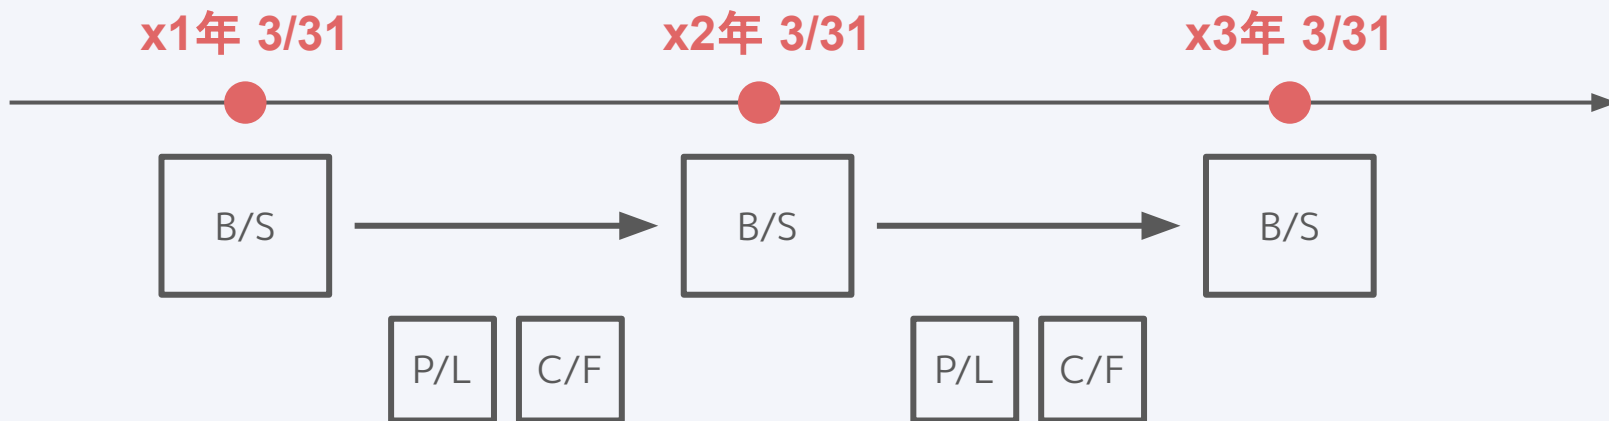 x1年 3/31
x2年 3/31
x3年 3/31
B/S
B/S
B/S
P/L
C/F
P/L
C/F